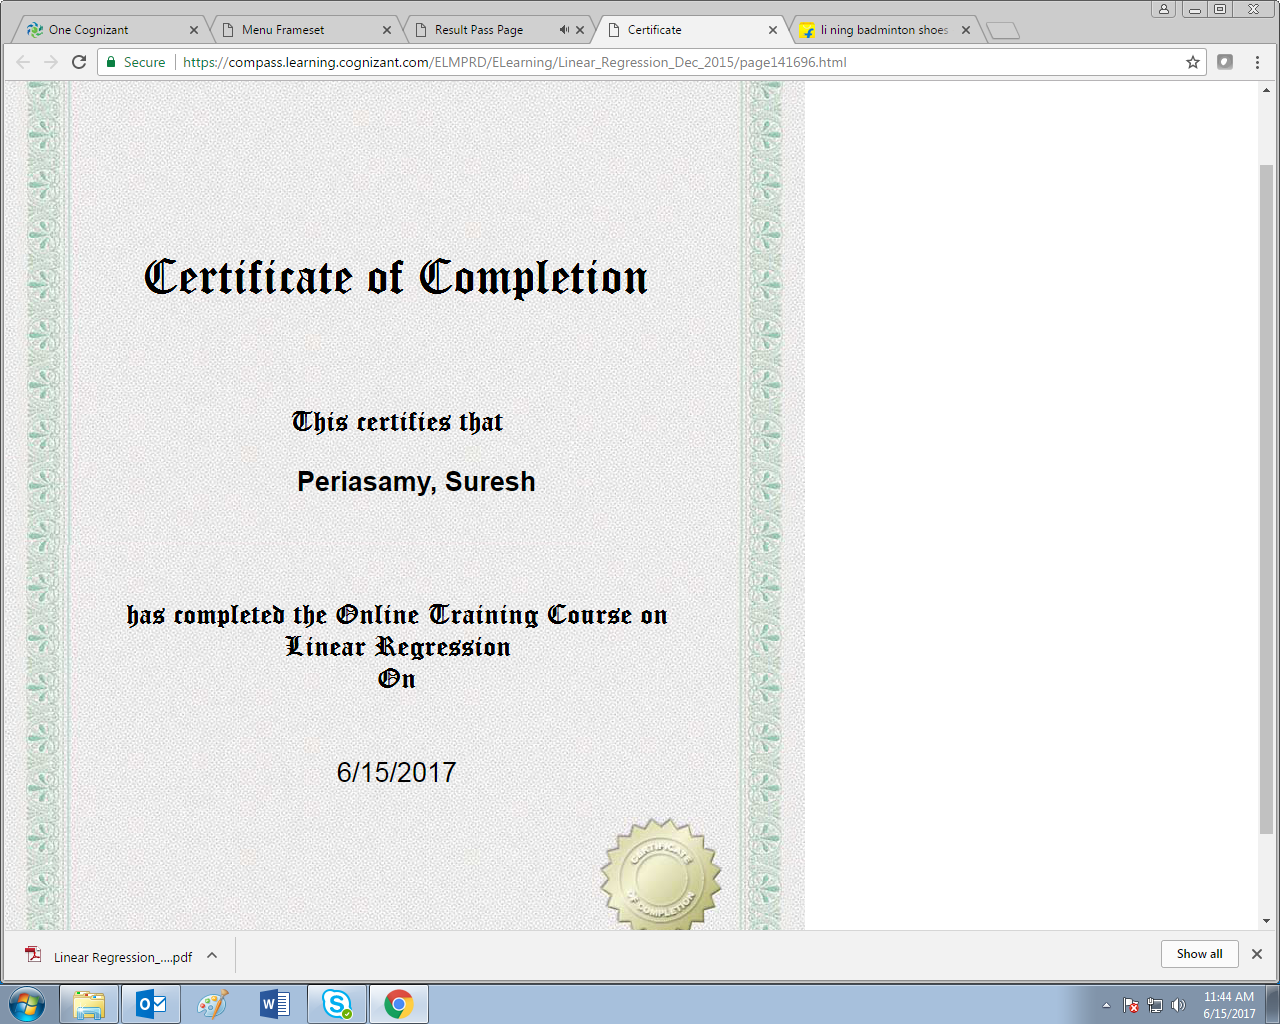 One Cognizant
Menu Frameset
Result Pass Page
Certificate
li ning badminton shoes
Secure
https://compass.learning.cognizant.com/ELMPRD/ELearning/Linear_Regression_Dec_2015/page141696.html
Certificate of Completion
This certifies that
Periasamy, Suresh
has completed the Online Training Course on
Linear Regression
On
6/15/2017
CERTIFICATE
OF COMPLETION
Linear Regression_....pdf
Show all
11:44 AM
6/15/2017